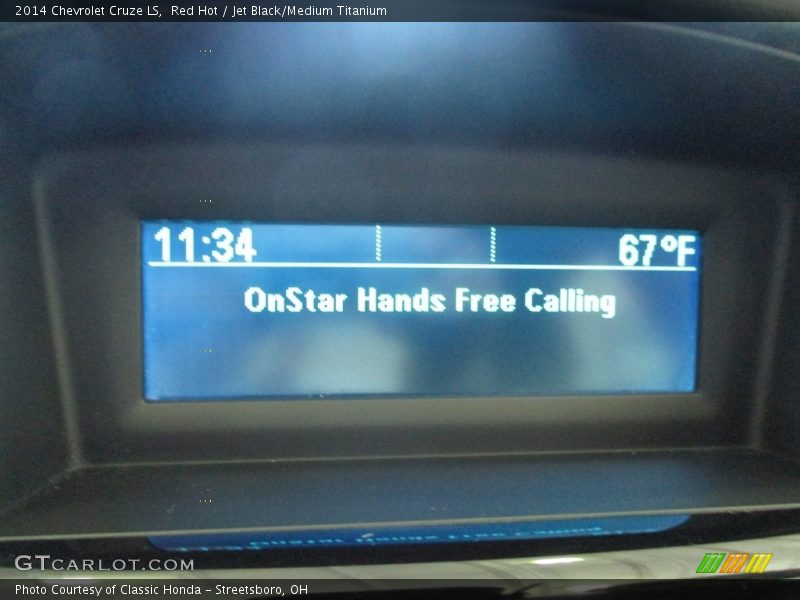 2014 Chevrolet Cruze LS,  Red Hot / Jet Black/Medium Titanium
11:34 67°F
OnStar Hands Free Calling
GTCARLOT.COM
Photo Courtesy of Classic Honda - Streetsboro, OH